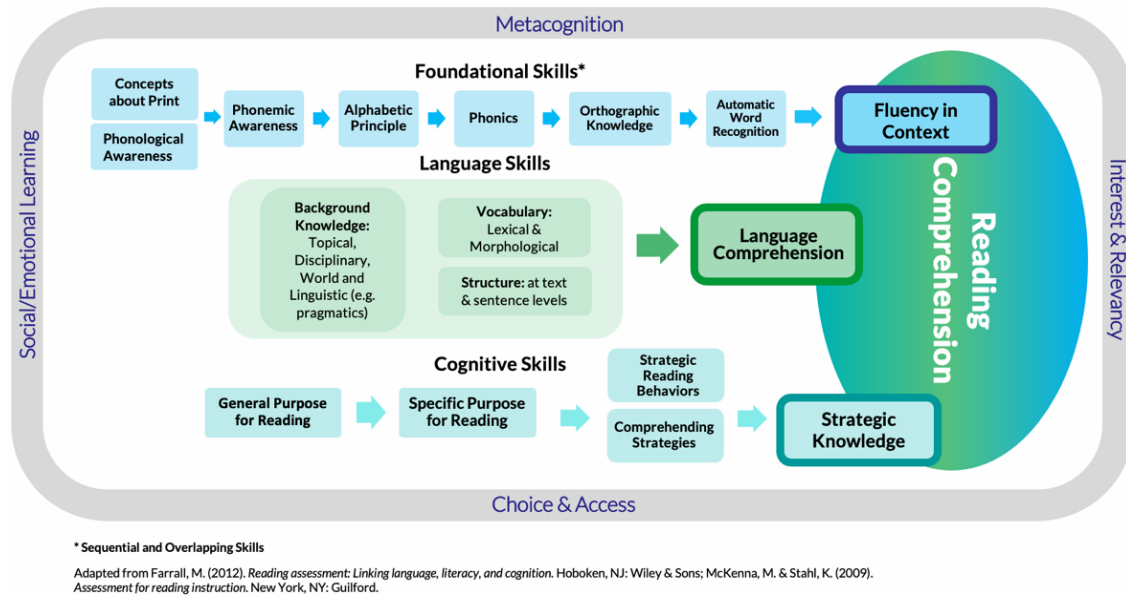 Metacognition
Social/Emotional Learning
Interest & Relevancy
Choice & Access
Foundational Skills*
Concepts
about Print
Phonological
Awareness
Phonemic
Awareness
Alphabetic
Principle
Phonics
Orthographic
Knowledge
Automatic
Word
Recognition
Fluency in
Context
Language Skills
Background
Knowledge:
Topical,
Disciplinary,
World and
Linguistic (e.g.
pragmatics)
Vocabulary:
Lexical &
Morphological
Structure: at text
& sentence levels
Language
Comprehension
Reading
Comprehension
Cognitive Skills
General Purpose
for Reading
Specific Purpose
for Reading
Strategic
Reading
Behaviors
Comprehending
Strategies
Strategic
Knowledge
* Sequential and Overlapping Skills
Adapted from Farrall, M. (2012). Reading assessment: Linking language, literacy, and cognition. Hoboken, NJ: Wiley & Sons; McKenna, M. & Stahl, K. (2009).
Assessment for reading instruction. New York, NY: Guilford.